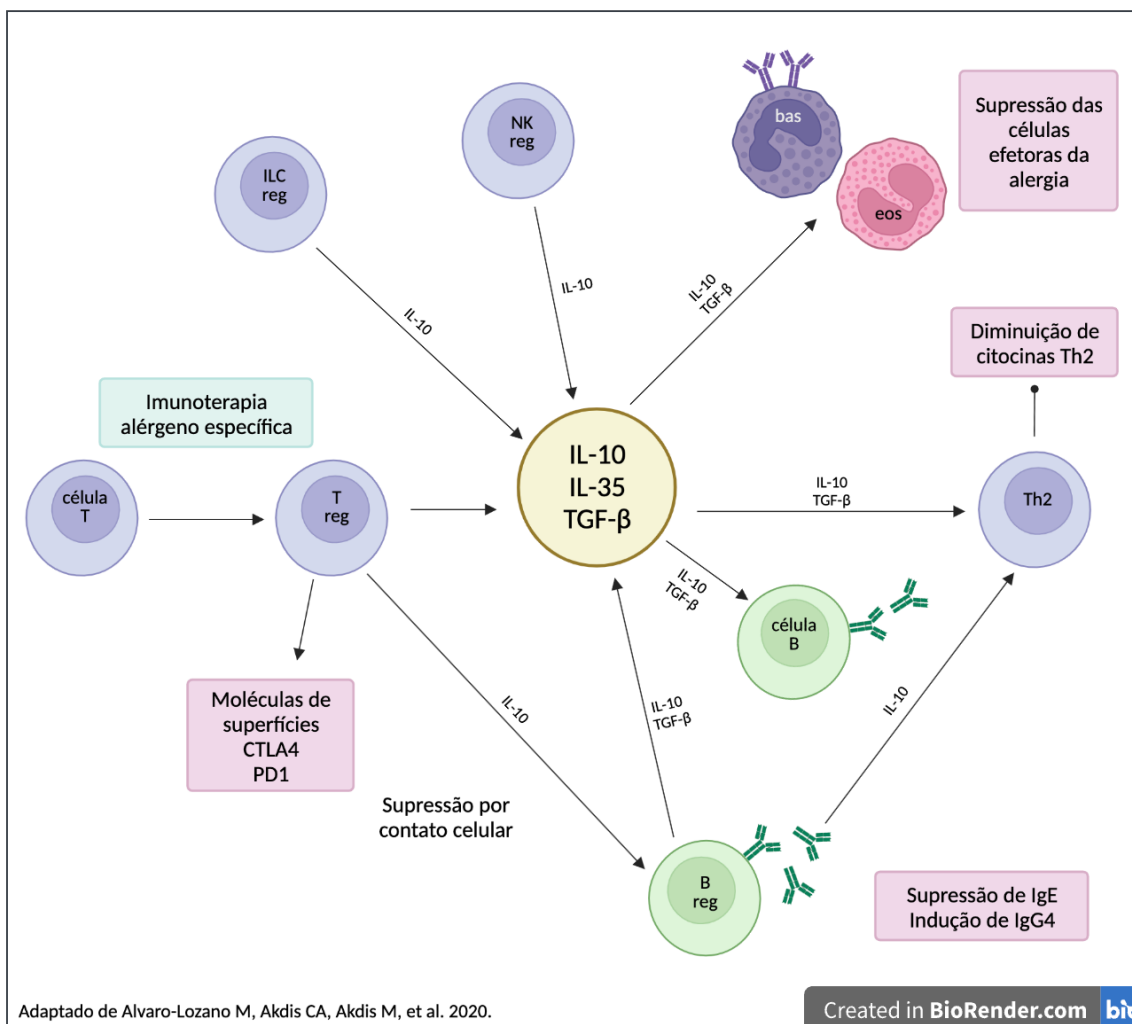 NK
reg
ILC
reg
bas
eos
Supressão das
células
efetoras da
alergia
IL-10
IL-10
IL-10
TGF-β
Diminuição de
citocinas Th2
Imunoterapia
alérgeno específica
célula
T
T
reg
IL-10
IL-35
TGF-β
IL-10
TGF-β
Th2
IL-10
TGF-β
célula
B
Moléculas de
superfícies
CTLA4
PD1
IL-10
IL-10
TGF-β
IL-10
Supressão por
contato celular
B
reg
Supressão de IgE
Indução de IgG4
Adaptado de Alvaro-Lozano M, Akdis CA, Akdis M, et al. 2020.
Created in BioRender.com